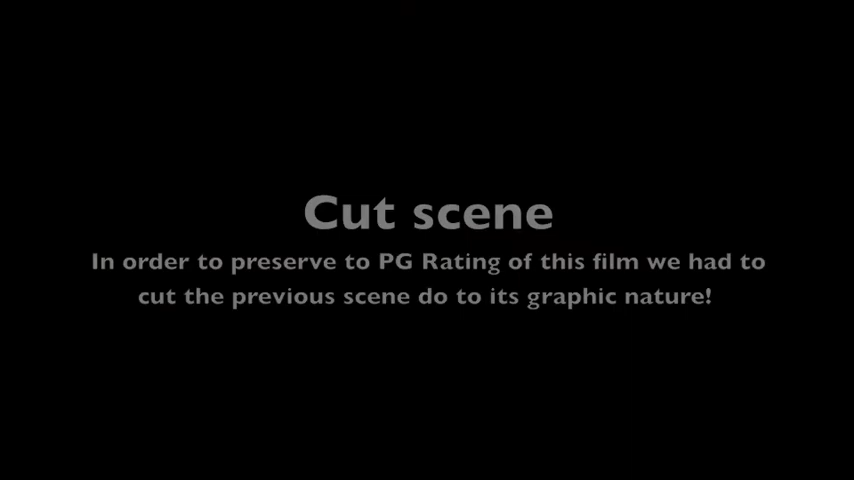 Cut scene
In order to preserve to PG Rating of this film we had to
cut the previous scene do to its graphic nature!